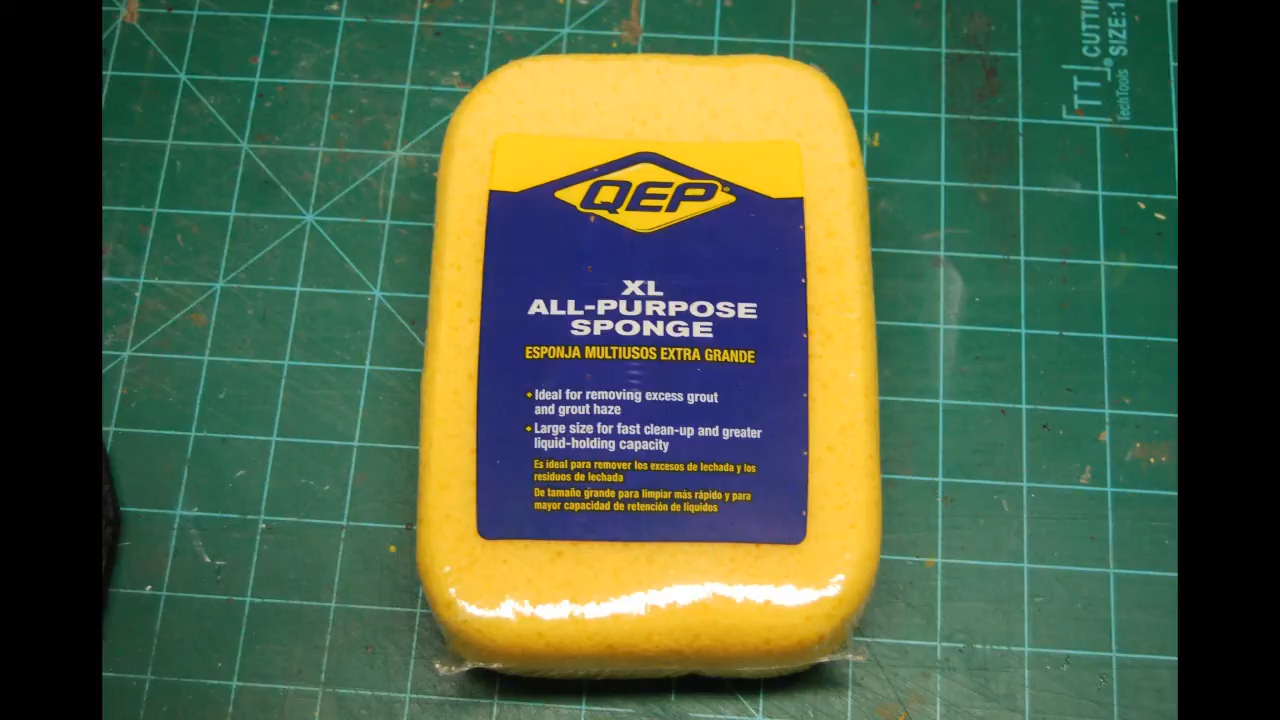 QEP
XL
ALL-PURPOSE
SPONGE
ESPONJA MULTIUSOS EXTRA GRANDE
Ideal for removing excess grout
and grout haze
Large size for fast clean-up and greater
liquid-holding capacity
Es ideal para remover los excesos de lechada y los
residuos de lechada
De tamaño grande para limpiar más rápido y para
mayor capacidad de retención de líquidos
TT
TechTools
SIZE:1